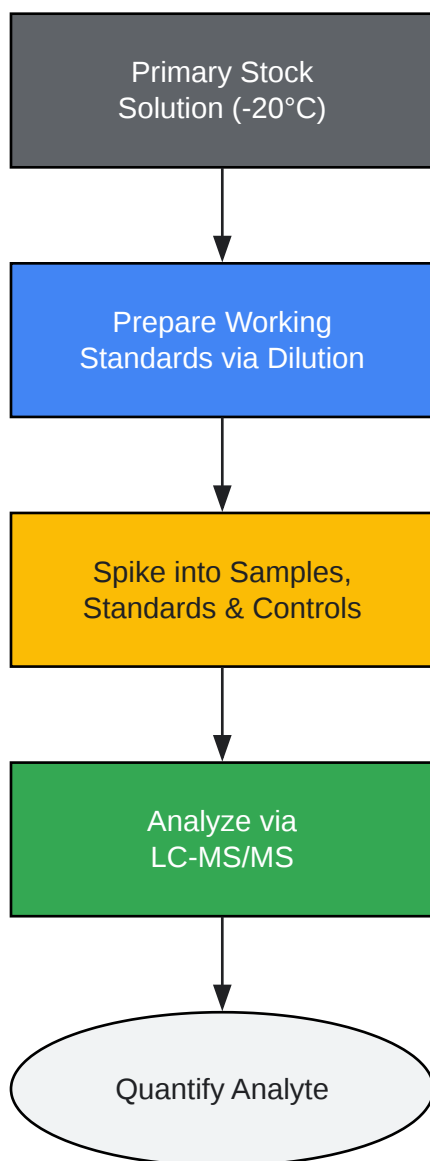 Primary Stock
Solution (-20°C)
Prepare Working
Standards via Dilution
Spike into Samples,
Standards & Controls
Analyze via
LC-MS/MS
Quantify Analyte